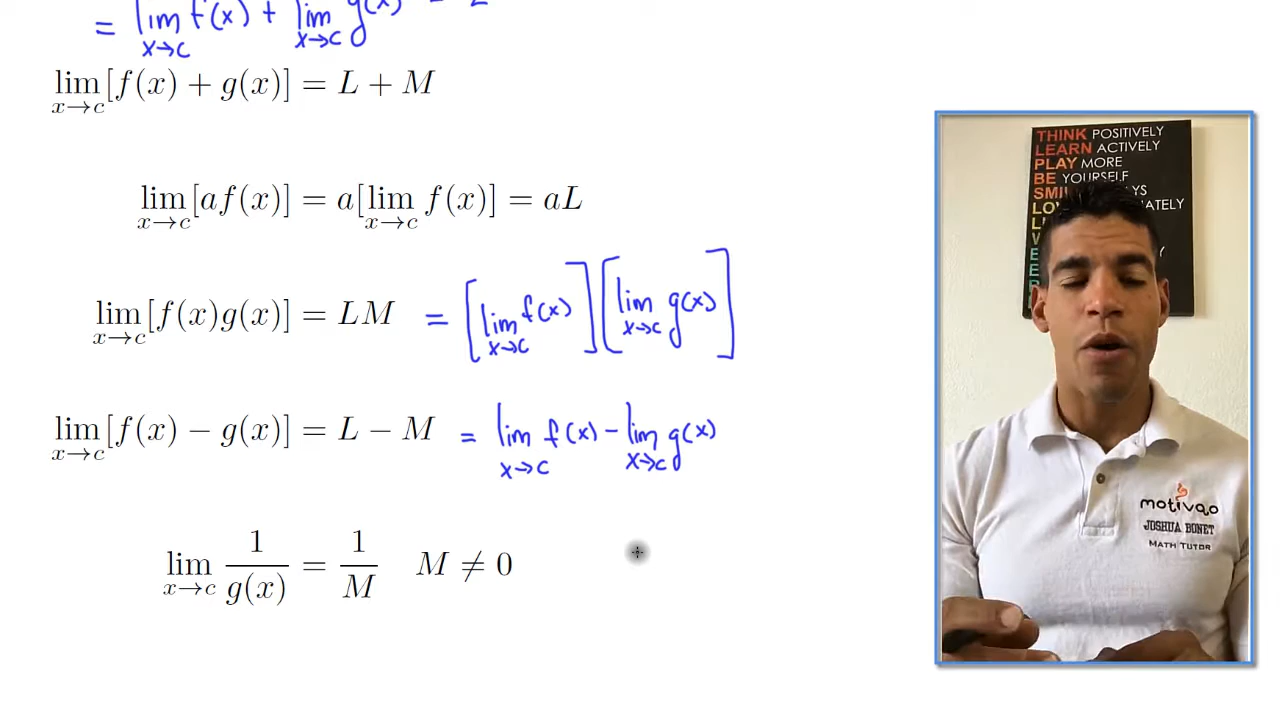 = lim f(x) + lim g(x)
x→c x→c
lim [f(x) + g(x)] = L + M
x→c
lim [af(x)] = a[lim f(x)] = aL
x→c x→c
lim [f(x)g(x)] = LM = [lim f(x)] [lim g(x)]
x→c x→c x→c
lim [f(x) − g(x)] = L − M = lim f(x) − lim g(x)
x→c x→c x→c
lim 1/g(x) = 1/M M ≠ 0
x→c
THINK POSITIVELY
LEARN ACTIVELY
PLAY MORE
BE YOURSELF
motivao
JOSHUA BONET
MATH TUTOR